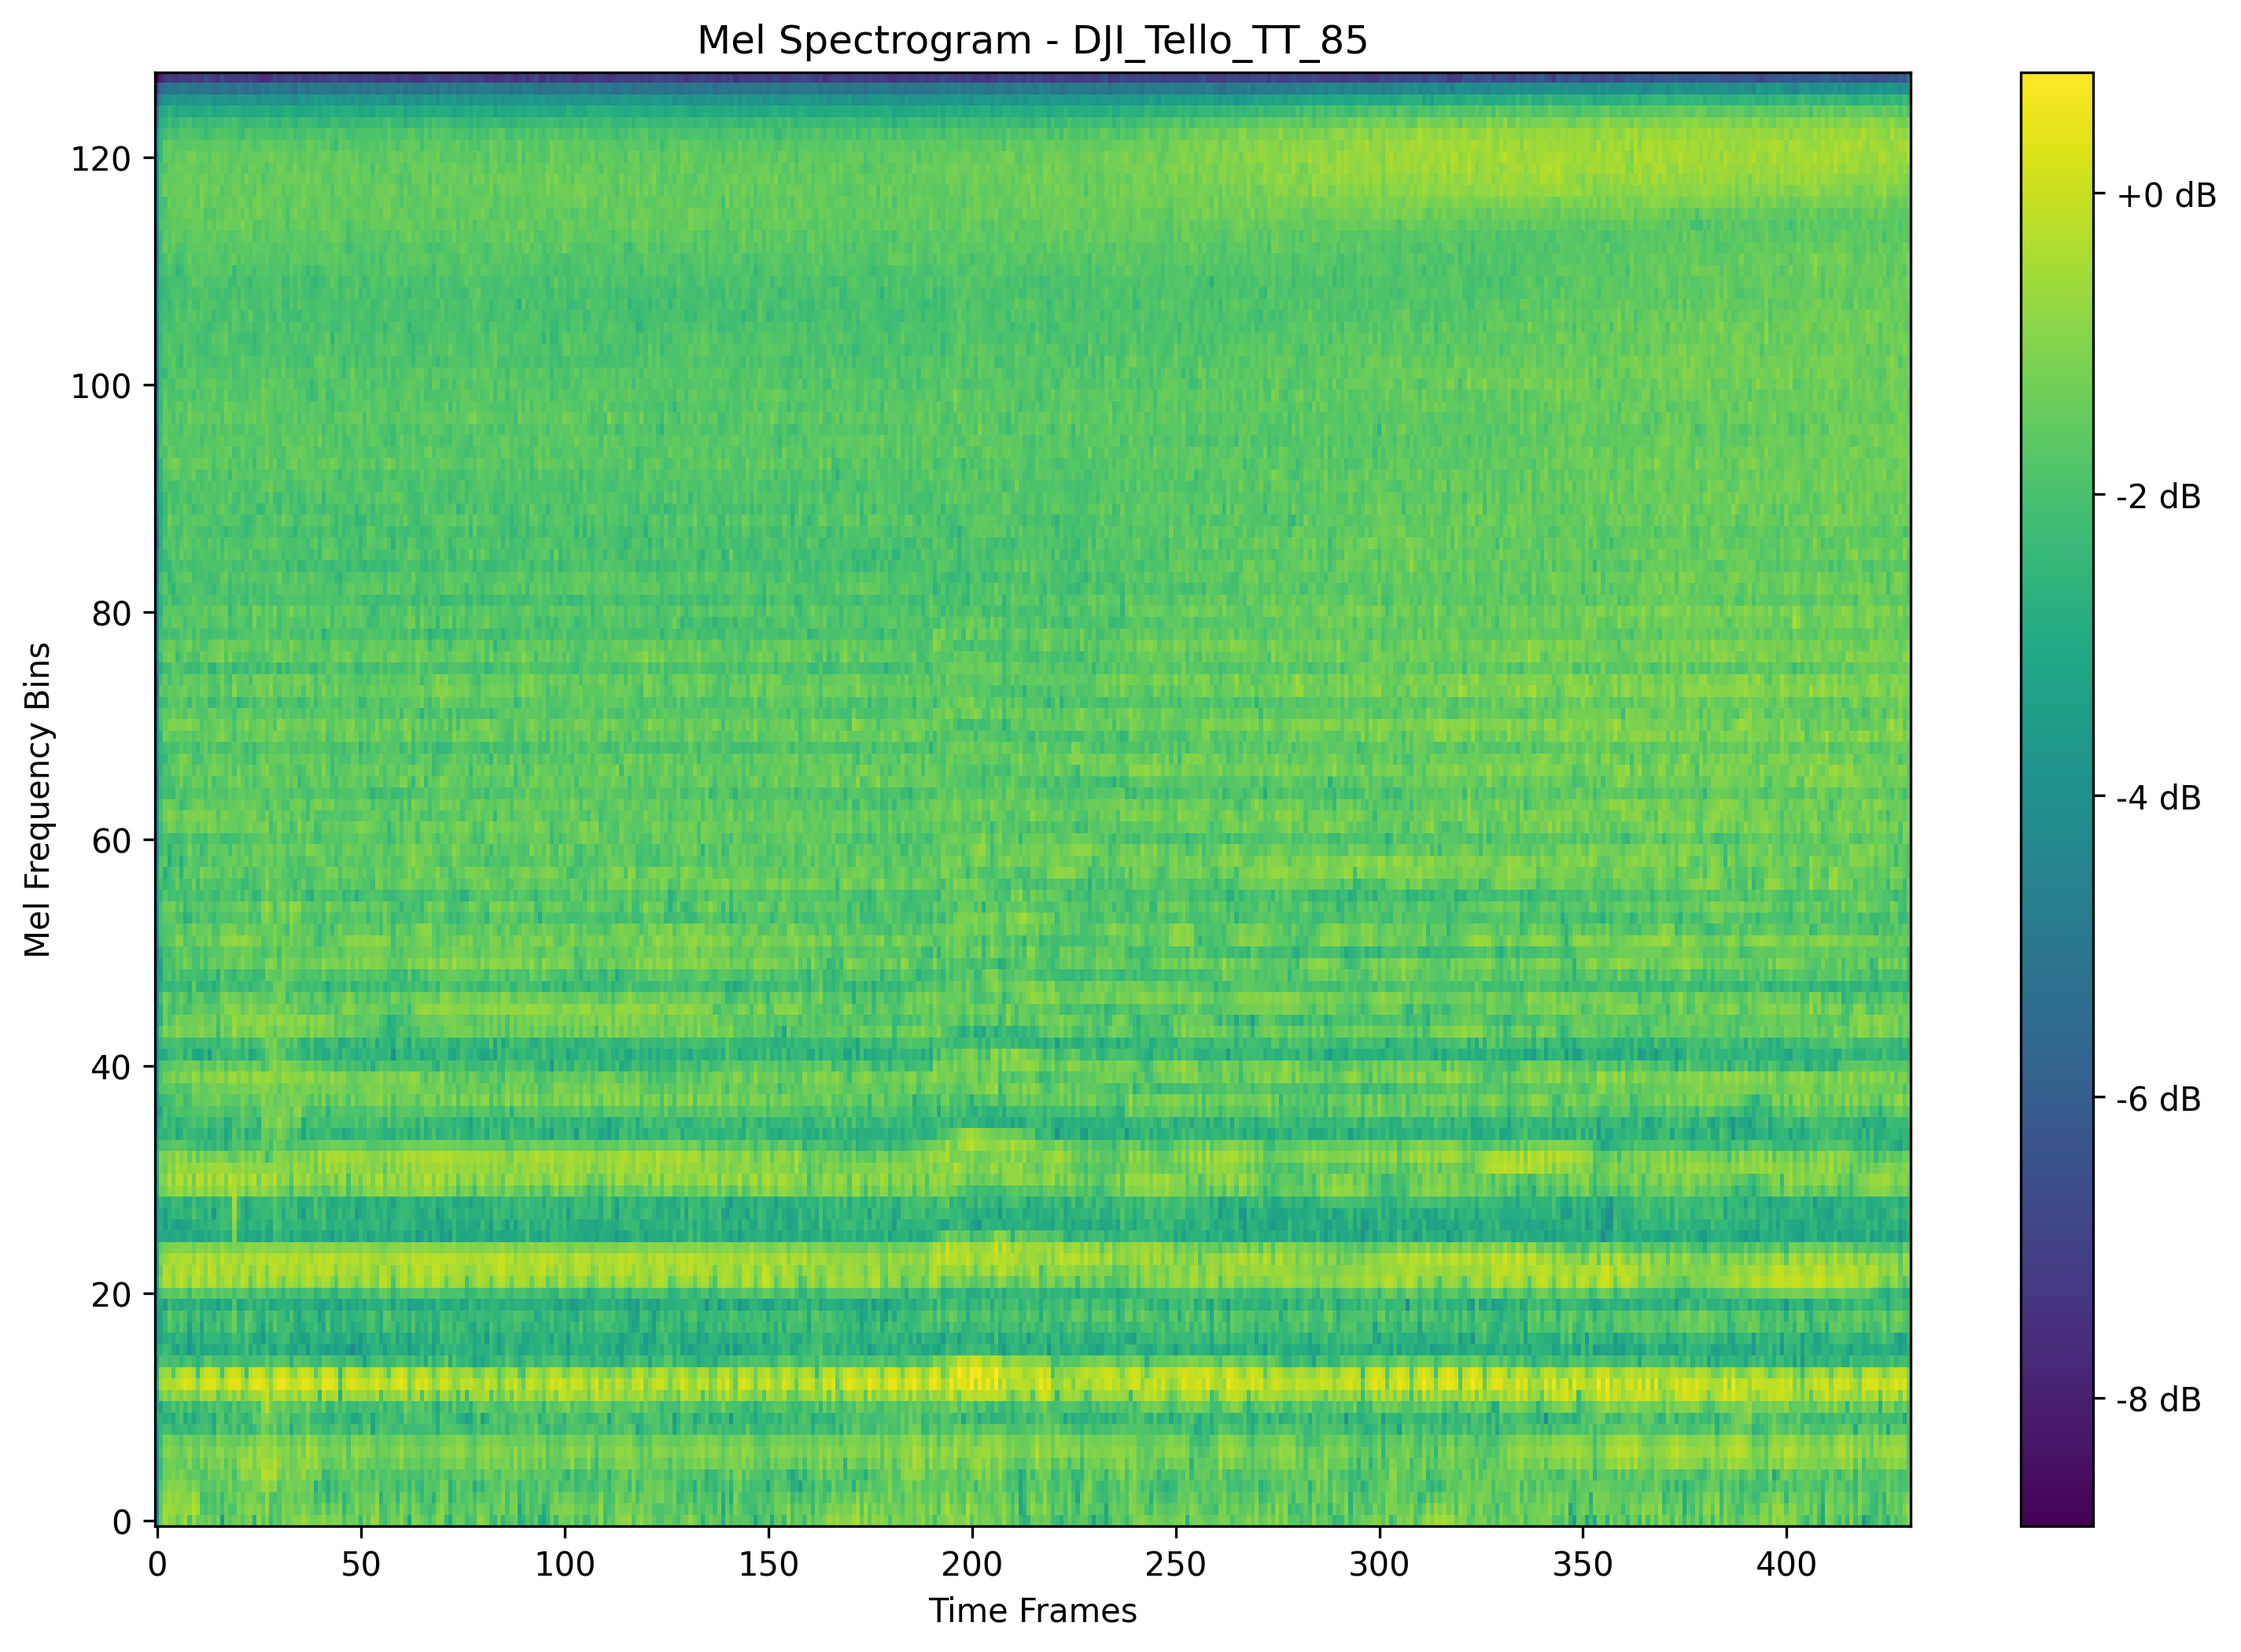 Mel Spectrogram - DJI_Tello_TT_85
120
100
80
60
40
20
0
Mel Frequency Bins
0 50 100 150 200 250 300 350 400
Time Frames
+0 dB
-2 dB
-4 dB
-6 dB
-8 dB